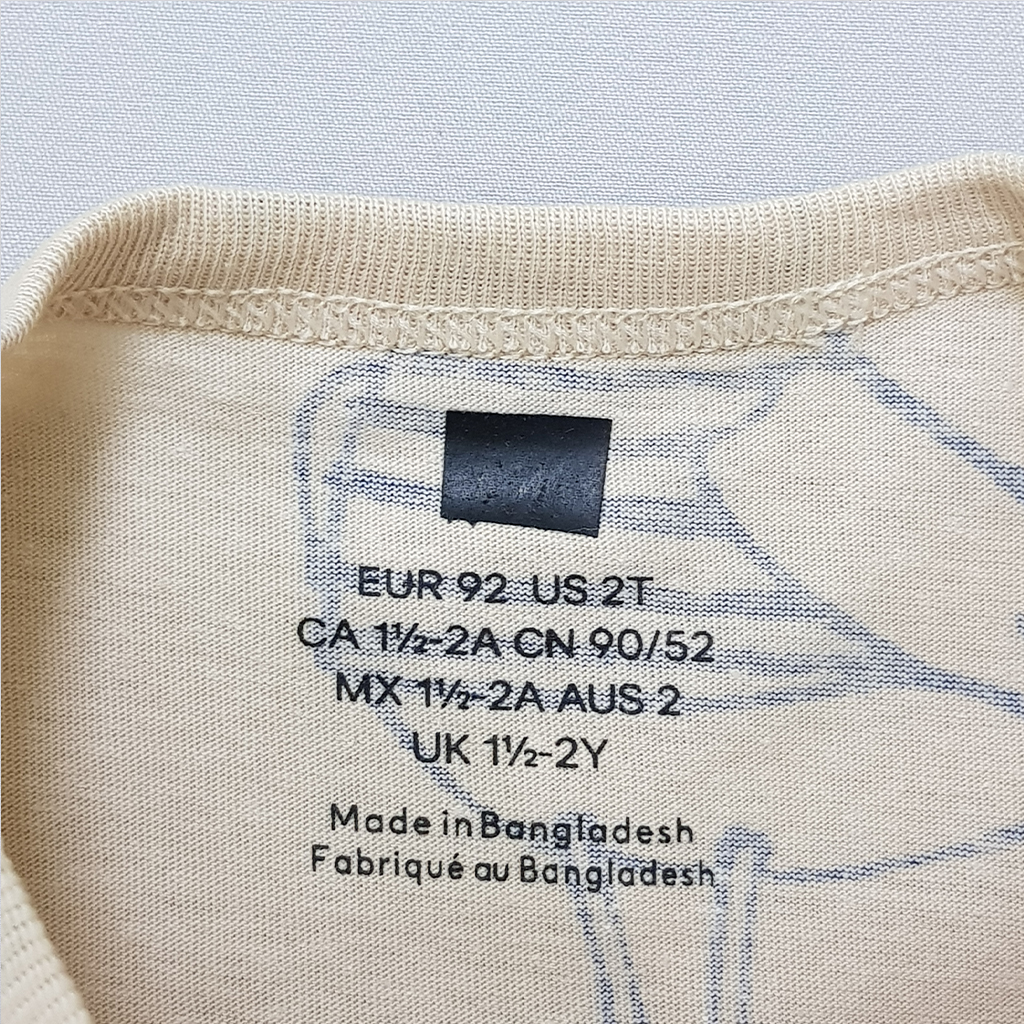 EUR 92 US 2T
CA 1½-2A CN 90/52
MX 1½-2A AUS 2
UK 1½-2Y
Made in Bangladesh
Fabriqué au Bangladesh